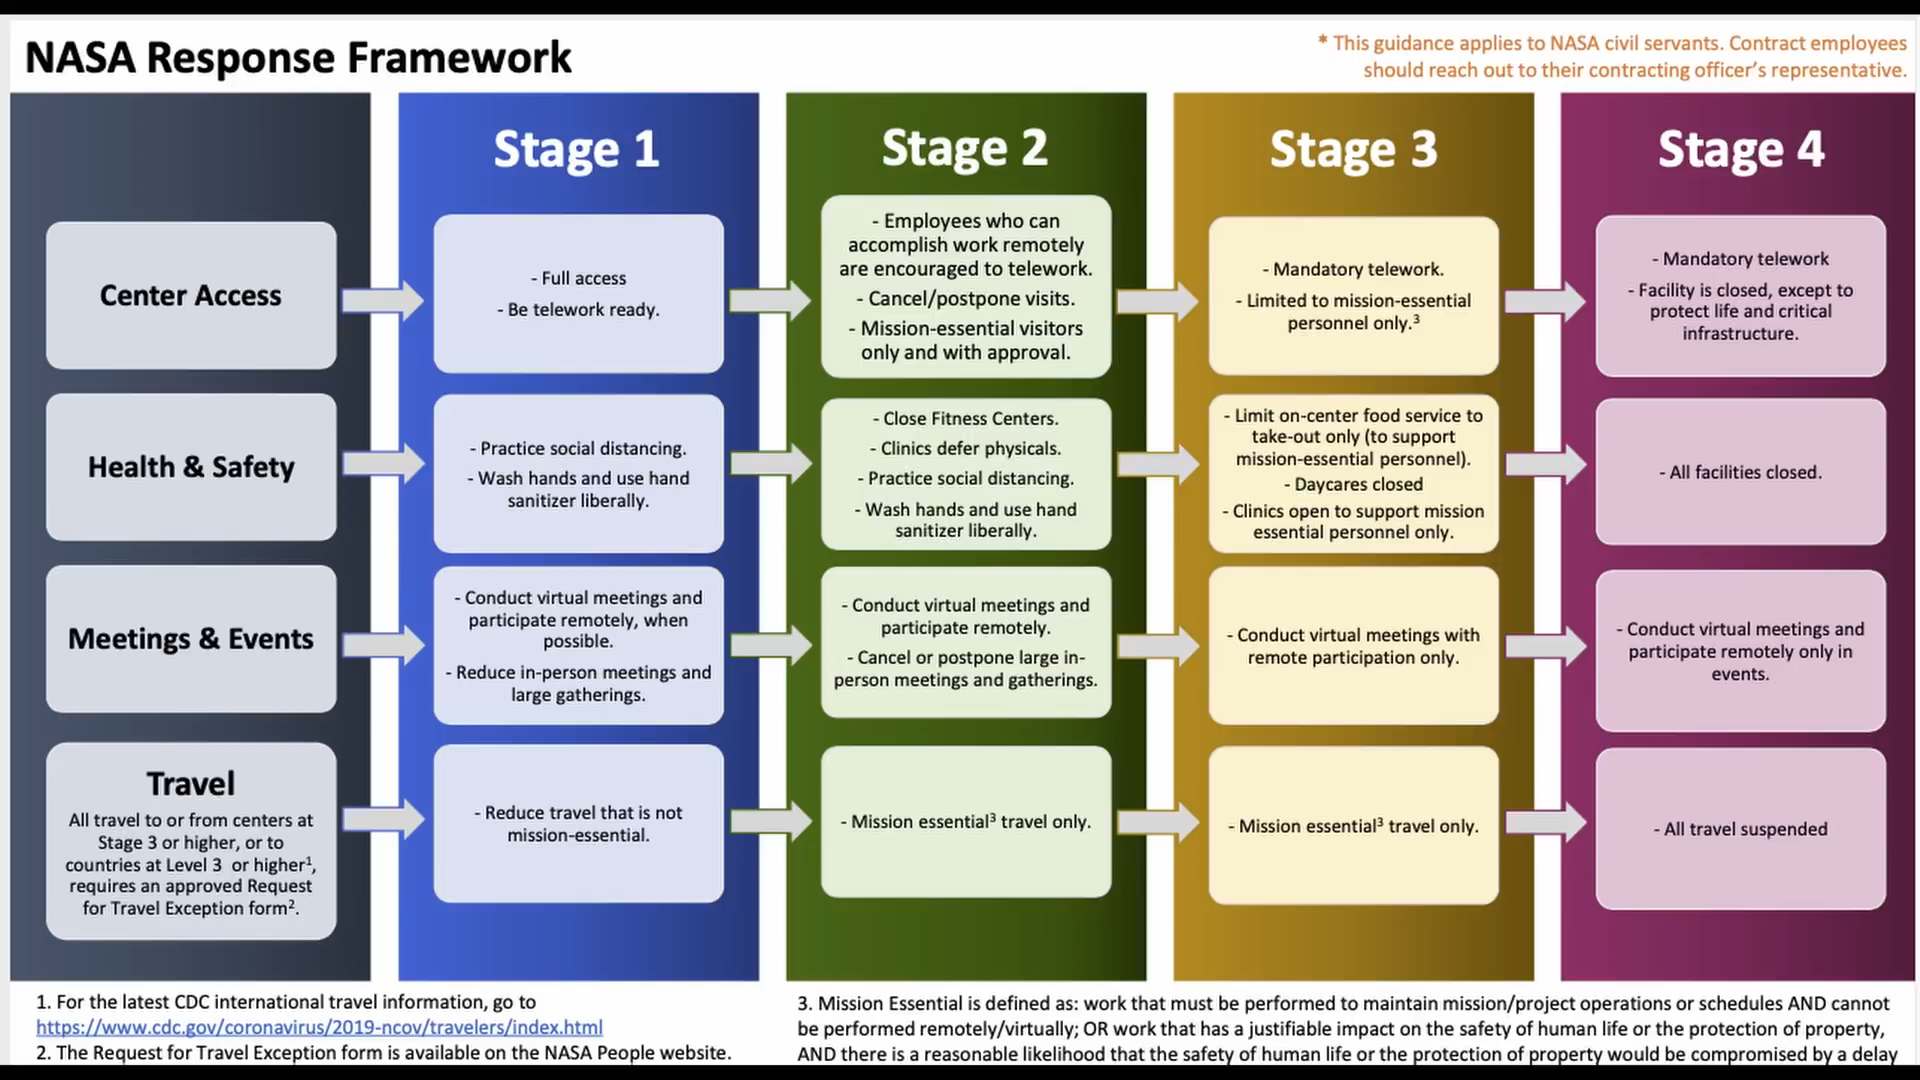 NASA Response Framework
* This guidance applies to NASA civil servants. Contract employees
should reach out to their contracting officer's representative.
Stage 1
Stage 2
Stage 3
Stage 4
Center Access
- Full access
- Be telework ready.
- Employees who can
accomplish work remotely
are encouraged to telework.
- Cancel/postpone visits.
- Mission-essential visitors
only and with approval.
- Mandatory telework.
- Limited to mission-essential
personnel only.³
- Mandatory telework
- Facility is closed, except to
protect life and critical
infrastructure.
Health & Safety
- Practice social distancing.
- Wash hands and use hand
sanitizer liberally.
- Close Fitness Centers.
- Clinics defer physicals.
- Practice social distancing.
- Wash hands and use hand
sanitizer liberally.
- Limit on-center food service to
take-out only (to support
mission-essential personnel).
- Daycares closed
- Clinics open to support mission
essential personnel only.
- All facilities closed.
Meetings & Events
- Conduct virtual meetings and
participate remotely, when
possible.
- Reduce in-person meetings and
large gatherings.
- Conduct virtual meetings and
participate remotely.
- Cancel or postpone large in-
person meetings and gatherings.
- Conduct virtual meetings with
remote participation only.
- Conduct virtual meetings and
participate remotely only in
events.
Travel
All travel to or from centers at
Stage 3 or higher, or to
countries at Level 3 or higher¹,
requires an approved Request
for Travel Exception form².
- Reduce travel that is not
mission-essential.
- Mission essential³ travel only.
- Mission essential³ travel only.
- All travel suspended
1. For the latest CDC international travel information, go to
https://www.cdc.gov/coronavirus/2019-ncov/travelers/index.html
2. The Request for Travel Exception form is available on the NASA People website.
3. Mission Essential is defined as: work that must be performed to maintain mission/project operations or schedules AND cannot
be performed remotely/virtually; OR work that has a justifiable impact on the safety of human life or the protection of property,
AND there is a reasonable likelihood that the safety of human life or the protection of property would be compromised by a delay